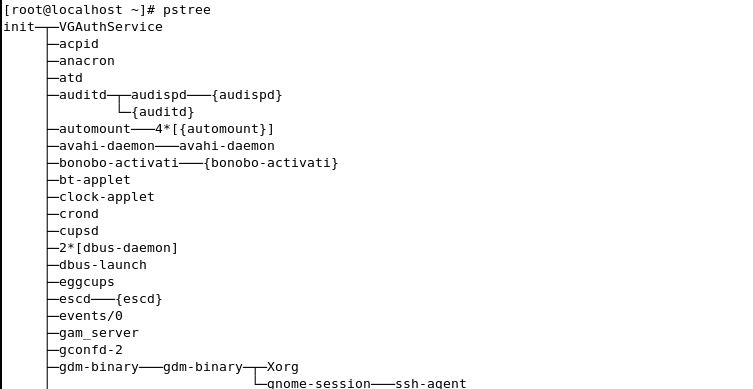 [root@localhost ~]# pstree
init─┬─VGAuthService
     ├─acpid
     ├─anacron
     ├─atd
     ├─auditd─┬─audispd───{audispd}
     │        └─{auditd}
     ├─automount───4*[{automount}]
     ├─avahi-daemon───avahi-daemon
     ├─bonobo-activati───{bonobo-activati}
     ├─bt-applet
     ├─clock-applet
     ├─crond
     ├─cupsd
     ├─2*[dbus-daemon]
     ├─dbus-launch
     ├─eggcups
     ├─escd───{escd}
     ├─events/0
     ├─gam_server
     ├─gconfd-2
     ├─gdm-binary───gdm-binary─┬─Xorg
     │                         └─gnome-session───ssh-agent